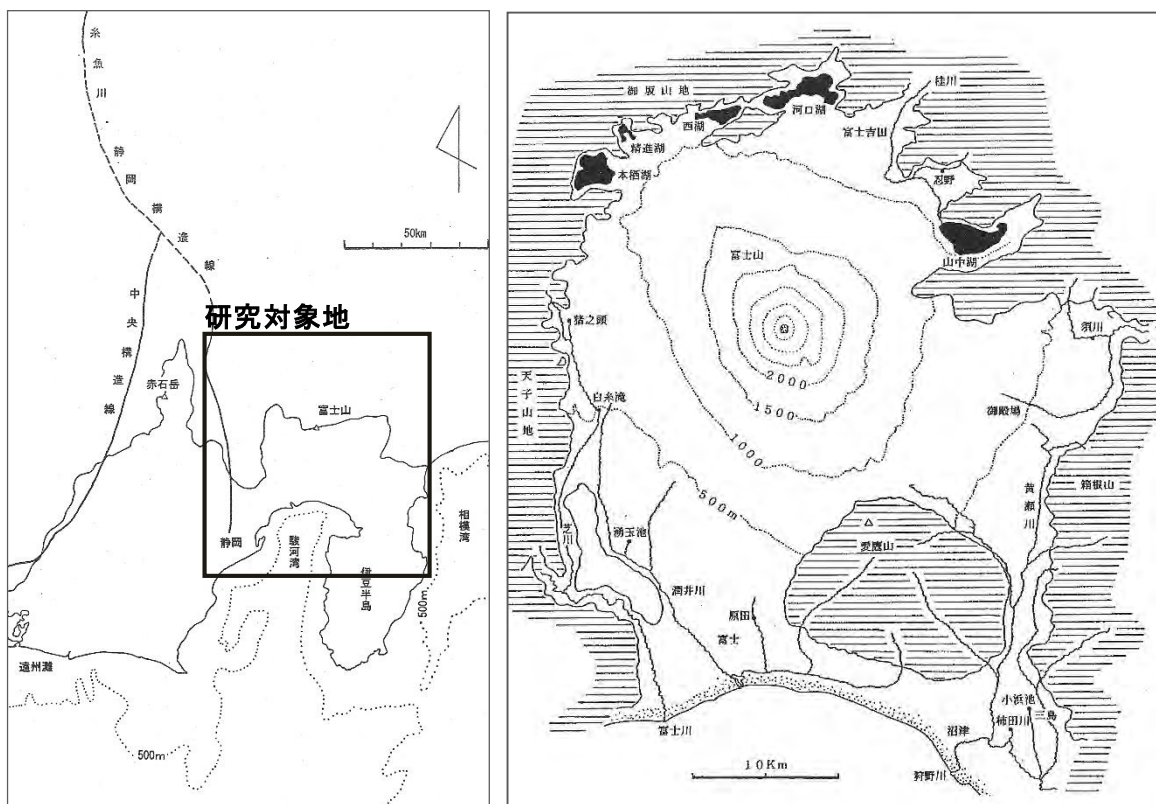 糸魚川静岡構造線
50km
中央構造線
研究対象地
赤石岳
富士山
静岡
駿河湾
伊豆半島
相模湾
500m
遠州灘
500m
御坂山地
桂川
河口湖
西湖
富士吉田
精進湖
本栖湖
忍野
山中湖
富士山
猪之頭
須川
2000
1500
1000
500m
天子山地
白糸滝
御殿場
箱根山
黄瀬川
愛鷹山
芝川
湧玉池
潤井川
原田
富士
小浜池
三島
柿田川
沼津
富士川
狩野川
10Km